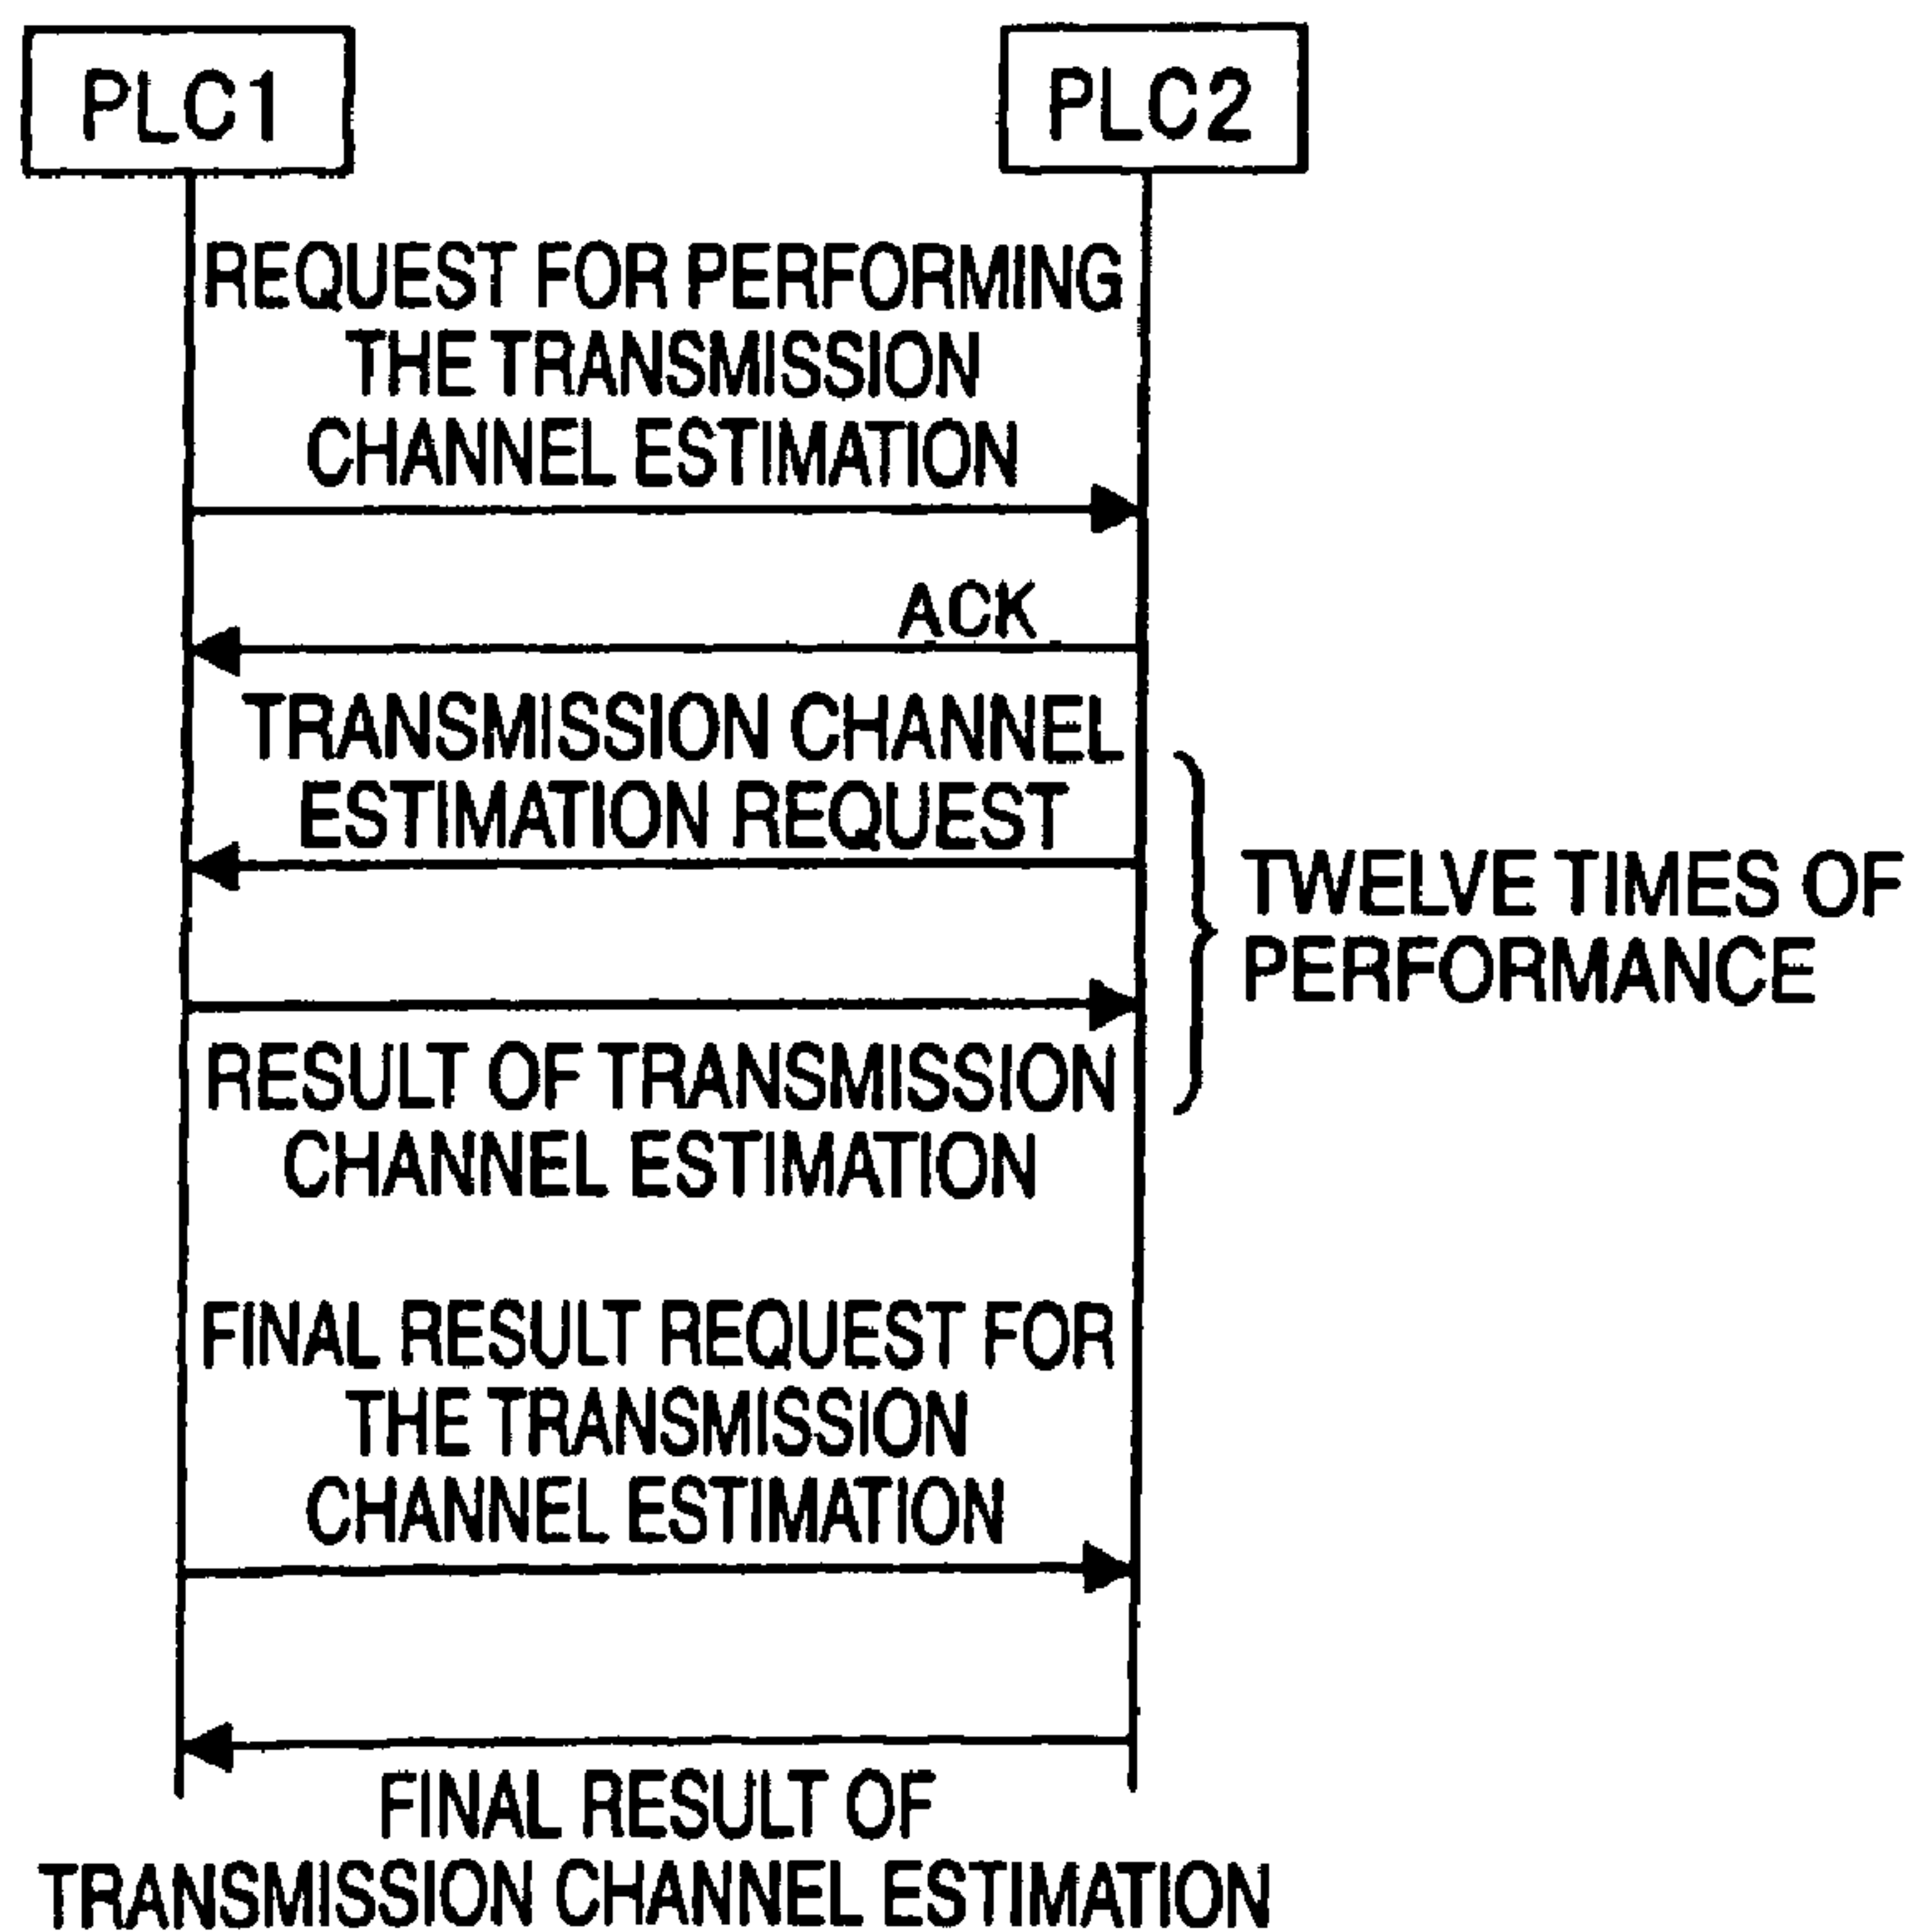 PLC1
PLC2
REQUEST FOR PERFORMING
THE TRANSMISSION
CHANNEL ESTIMATION
ACK
TRANSMISSION CHANNEL
ESTIMATION REQUEST
TWELVE TIMES OF
PERFORMANCE
RESULT OF TRANSMISSION
CHANNEL ESTIMATION
FINAL RESULT REQUEST FOR
THE TRANSMISSION
CHANNEL ESTIMATION
FINAL RESULT OF
TRANSMISSION CHANNEL ESTIMATION